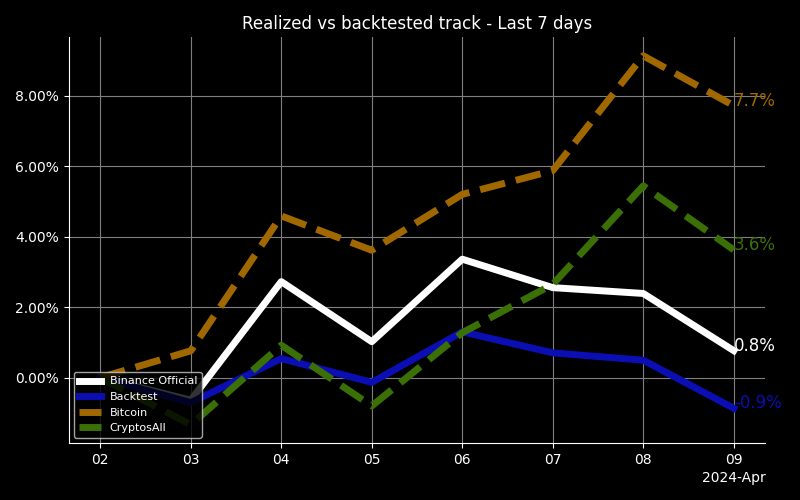 Realized vs backtested track - Last 7 days
8.00%
6.00%
4.00%
2.00%
0.00%
7.7%
3.6%
0.8%
-0.9%
Binance Official
Backtest
Bitcoin
CryptosAll
02 03 04 05 06 07 08 09
2024-Apr